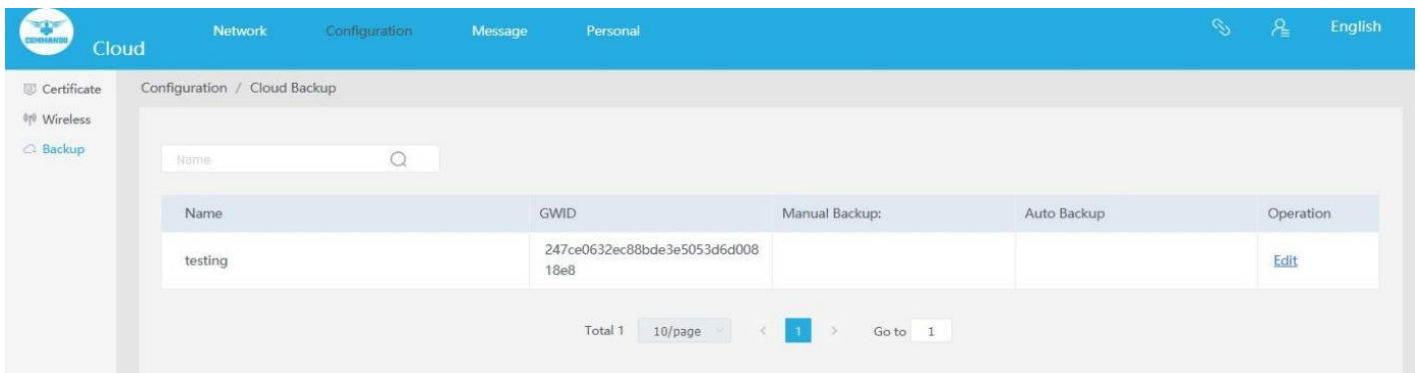 COMMANDO
Cloud
Network Configuration Message Personal English
Certificate
Wireless
Backup
Configuration / Cloud Backup
Name
Name GWID Manual Backup: Auto Backup Operation
testing 247ce0632ec88bde3e5053d6d008 Edit
18e8
Total 1 10/page < 1 > Go to 1